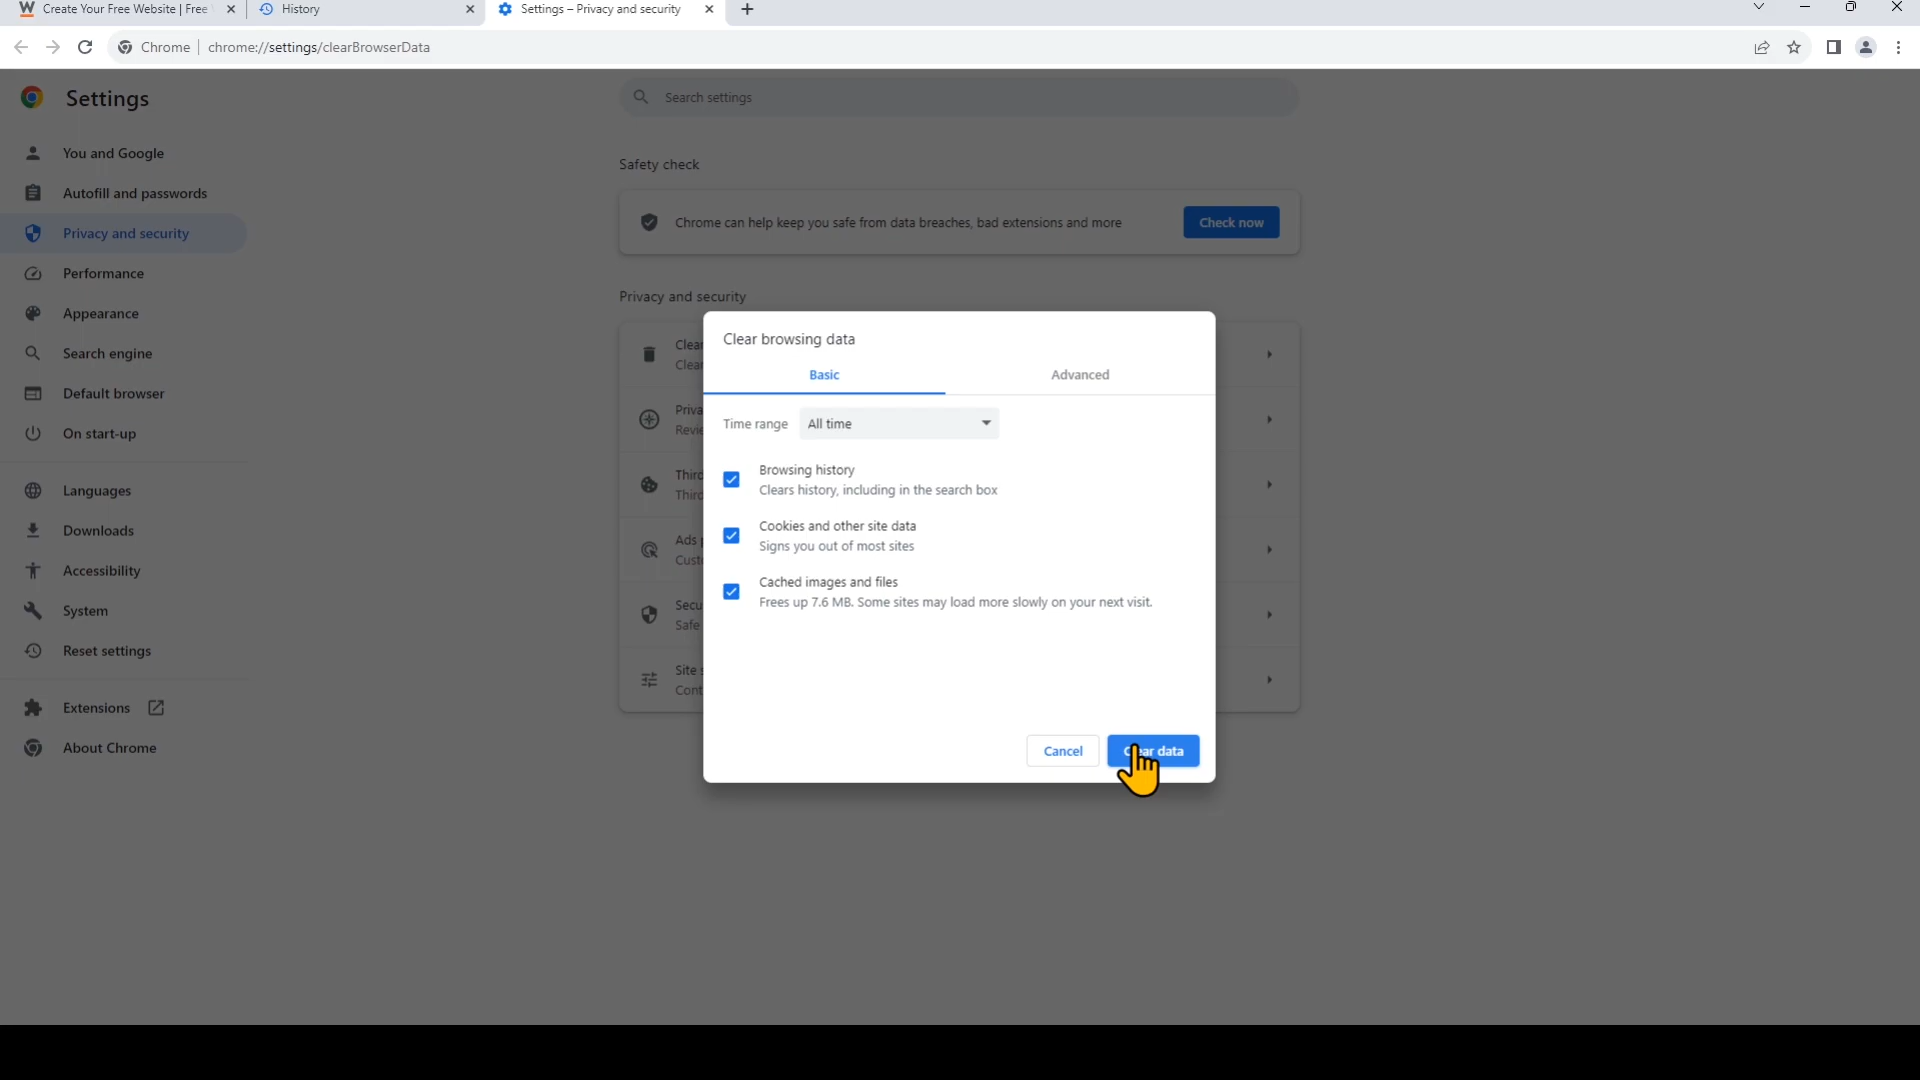 Create Your Free Website | Free
History
Settings – Privacy and security
Chrome
chrome://settings/clearBrowserData
Settings
Search settings
You and Google
Autofill and passwords
Privacy and security
Performance
Appearance
Search engine
Default browser
On start-up
Languages
Downloads
Accessibility
System
Reset settings
Extensions
About Chrome
Safety check
Chrome can help keep you safe from data breaches, bad extensions and more
Check now
Privacy and security
Clear browsing data
Basic
Advanced
Time range
All time
Browsing history
Clears history, including in the search box
Cookies and other site data
Signs you out of most sites
Cached images and files
Frees up 7.6 MB. Some sites may load more slowly on your next visit.
Cancel
data
Ads
Safe
Site